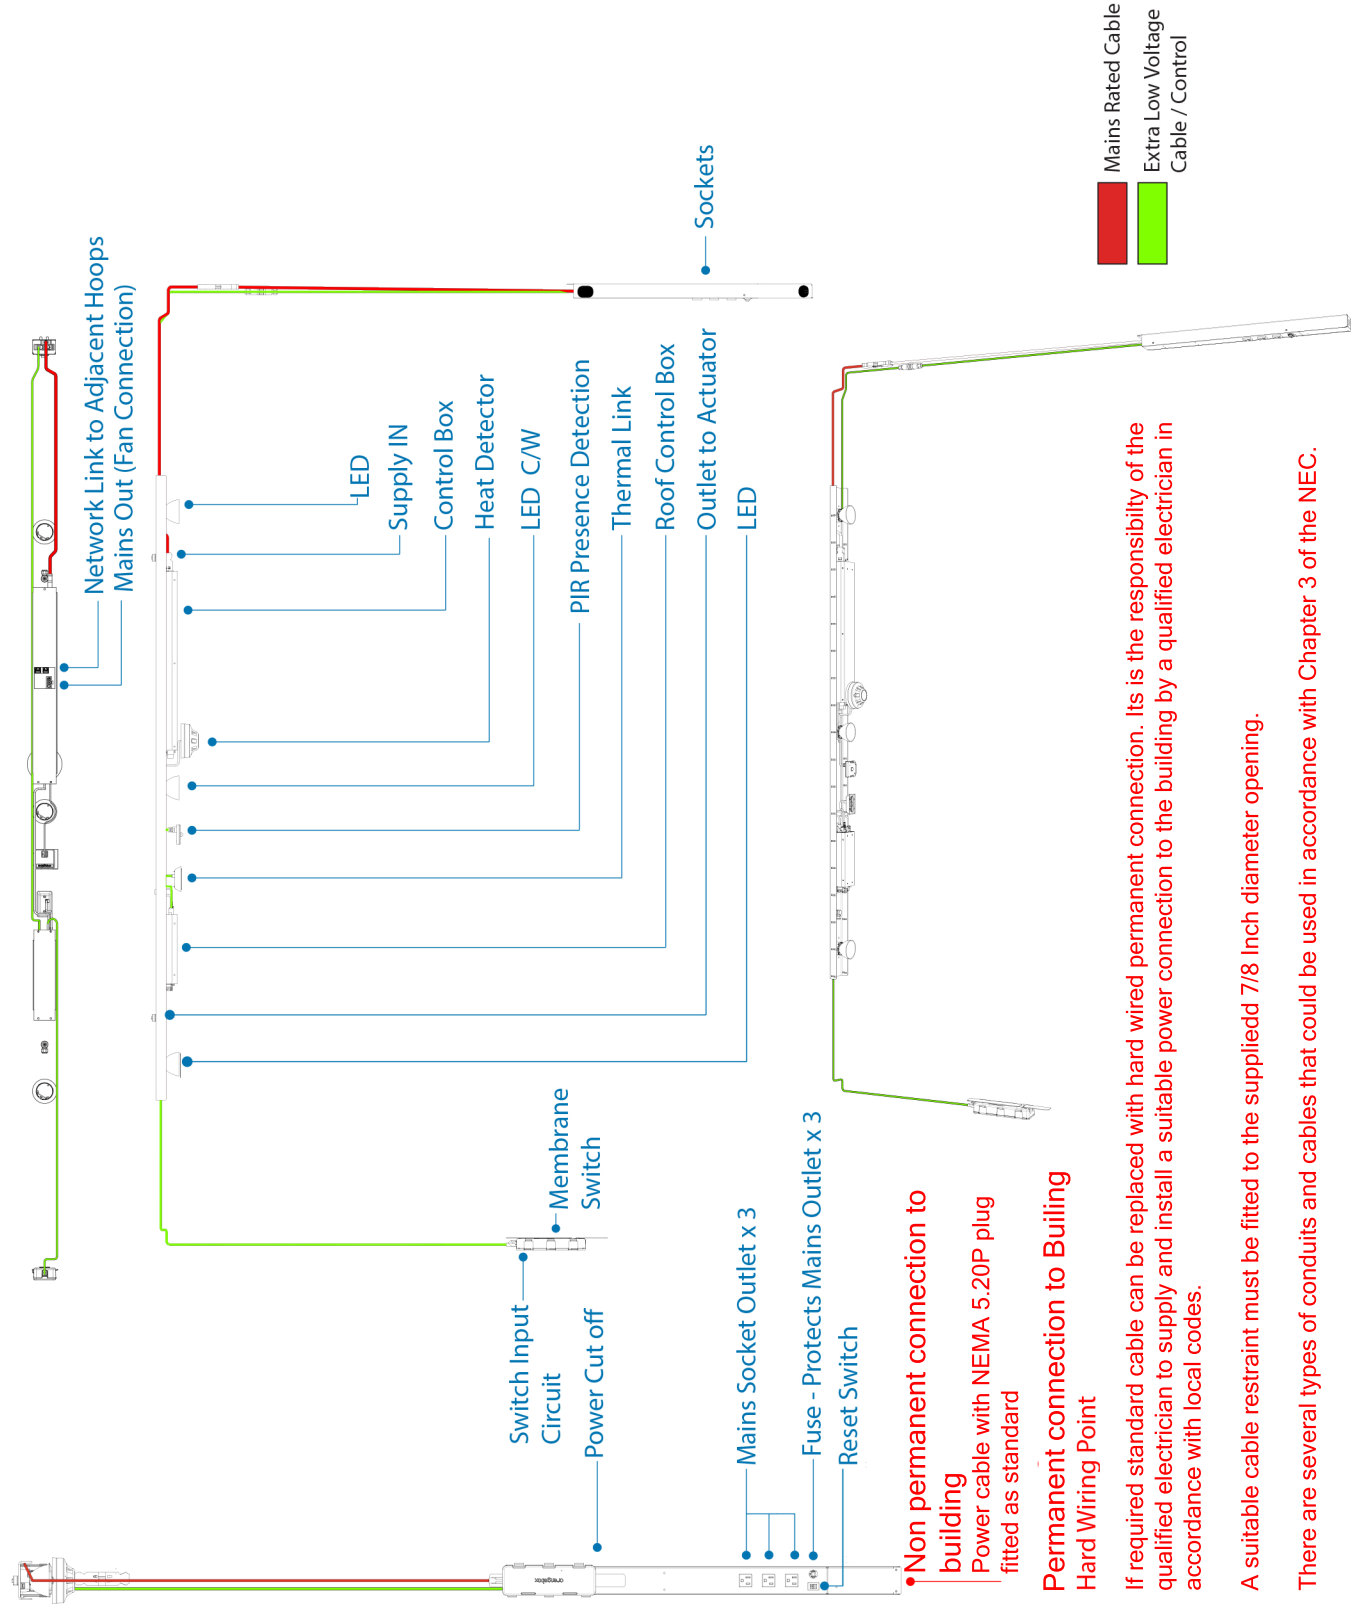 Mains Rated Cable
Extra Low Voltage
Cable / Control
Network Link to Adjacent Hoops
Mains Out (Fan Connection)
LED
Supply IN
Control Box
Heat Detector
LED C/W
PIR Presence Detection
Thermal Link
Roof Control Box
Outlet to Actuator
LED
Sockets
Switch Input
Circuit
Membrane
Switch
Power Cut off
orangebox
Mains Socket Outlet x 3
Fuse - Protects Mains Outlet x 3
Reset Switch
Non permanent connection to
building
Power cable with NEMA 5.20P plug
fitted as standard
Permanent connection to Builing
Hard Wiring Point
If required standard cable can be replaced with hard wired permanent connection. Its is the responsibilty of the
qualified electrician to supply and install a suitable power connection to the building by a qualified electrician in
accordance with local codes.
A suitable cable restraint must be fitted to the suppliedd 7/8 Inch diameter opening.
There are several types of conduits and cables that could be used in accordance with Chapter 3 of the NEC.